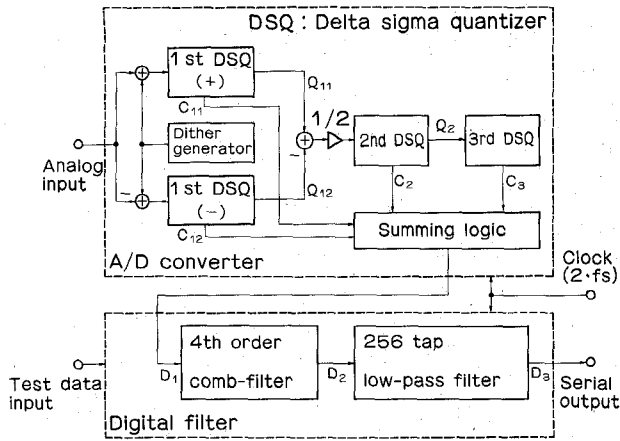 DSQ : Delta sigma quantizer
1 st DSQ
(+)
Q11
C11
1/2
Dither
generator
2nd DSQ
Q2
3rd DSQ
Analog
input
1 st DSQ
(−)
Q12
C12
C2
C3
Summing logic
A/D converter
Clock
(2·fs)
4th order
comb-filter
256 tap
low-pass filter
D1
D2
D3
Test data
input
Serial
output
Digital filter